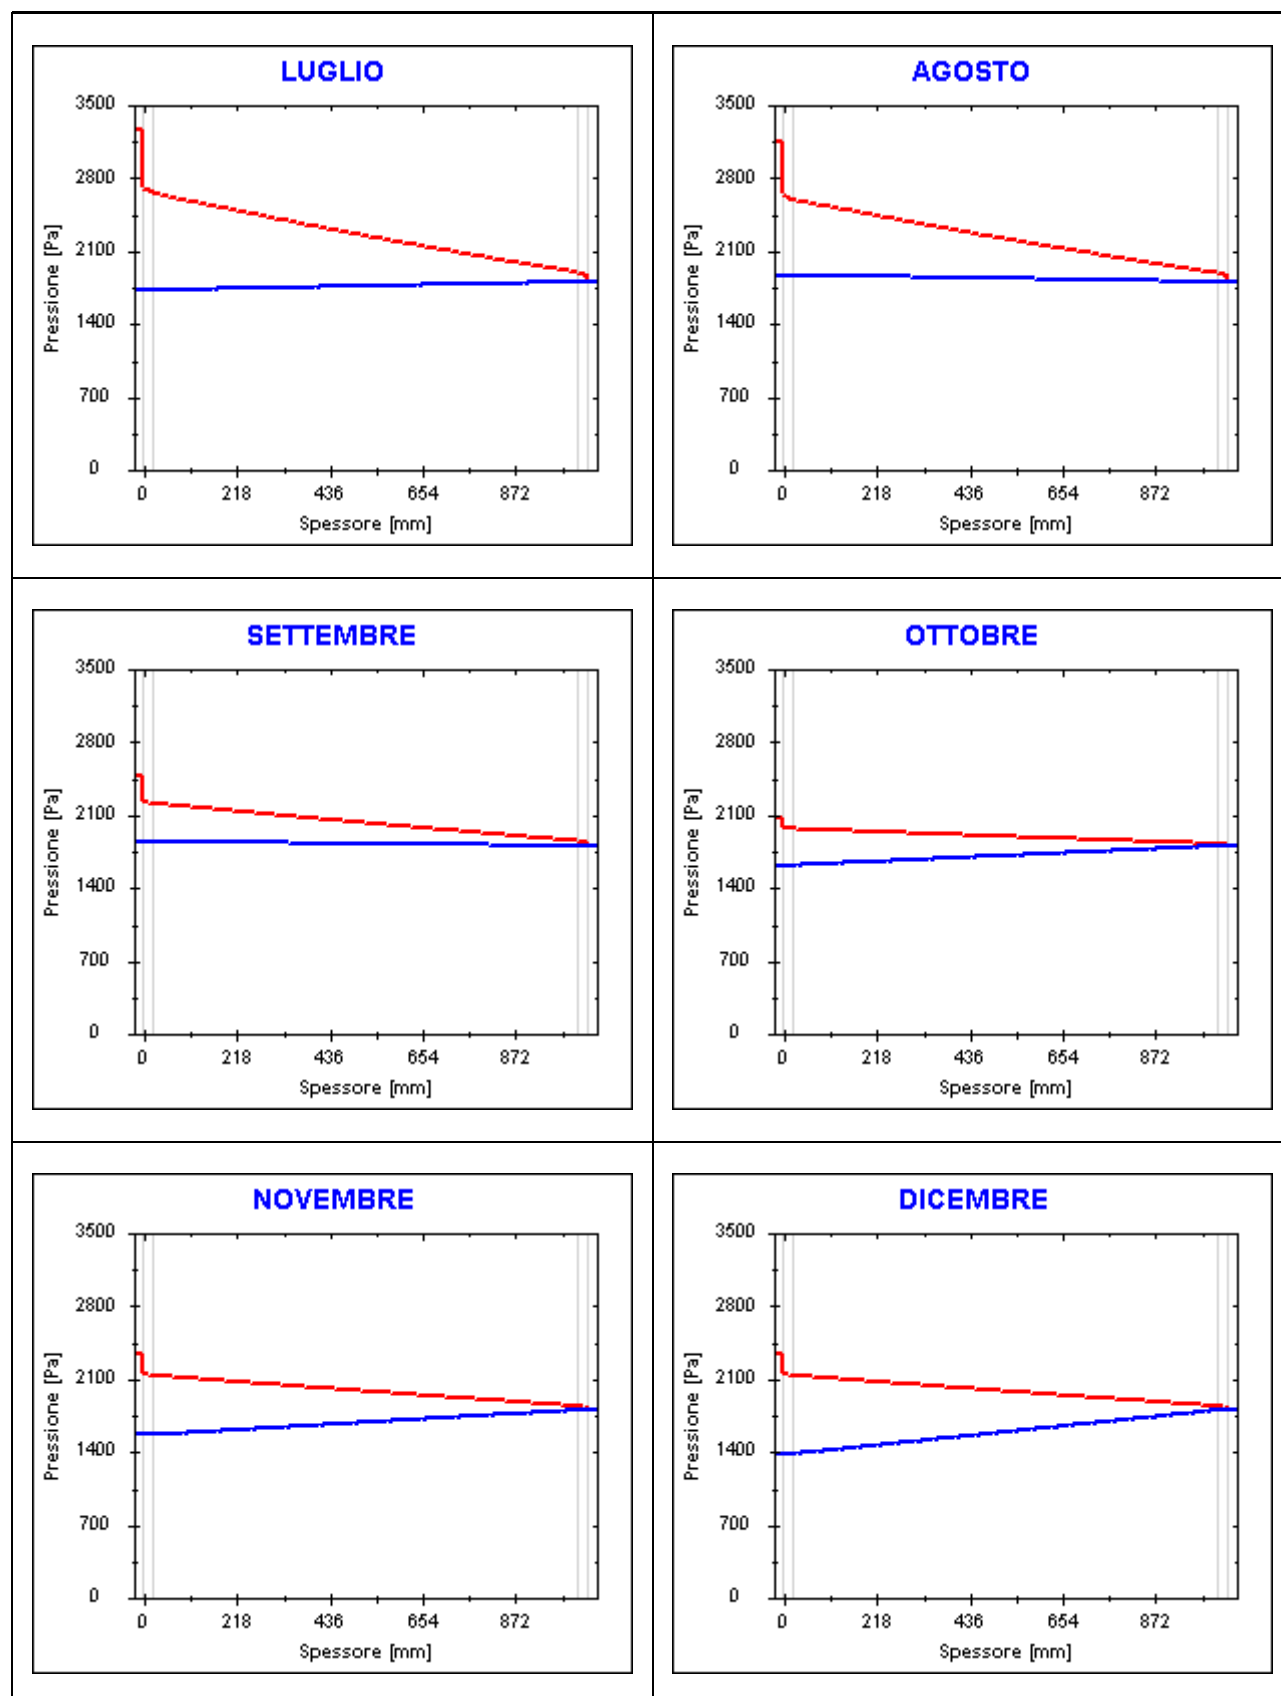 LUGLIO
3500
2800
2100
1400
700
0
Pressione [Pa]
0 218 436 654 872
Spessore [mm]
AGOSTO
3500
2800
2100
1400
700
0
Pressione [Pa]
0 218 436 654 872
Spessore [mm]
SETTEMBRE
3500
2800
2100
1400
700
0
Pressione [Pa]
0 218 436 654 872
Spessore [mm]
OTTOBRE
3500
2800
2100
1400
700
0
Pressione [Pa]
0 218 436 654 872
Spessore [mm]
NOVEMBRE
3500
2800
2100
1400
700
0
Pressione [Pa]
0 218 436 654 872
Spessore [mm]
DICEMBRE
3500
2800
2100
1400
700
0
Pressione [Pa]
0 218 436 654 872
Spessore [mm]